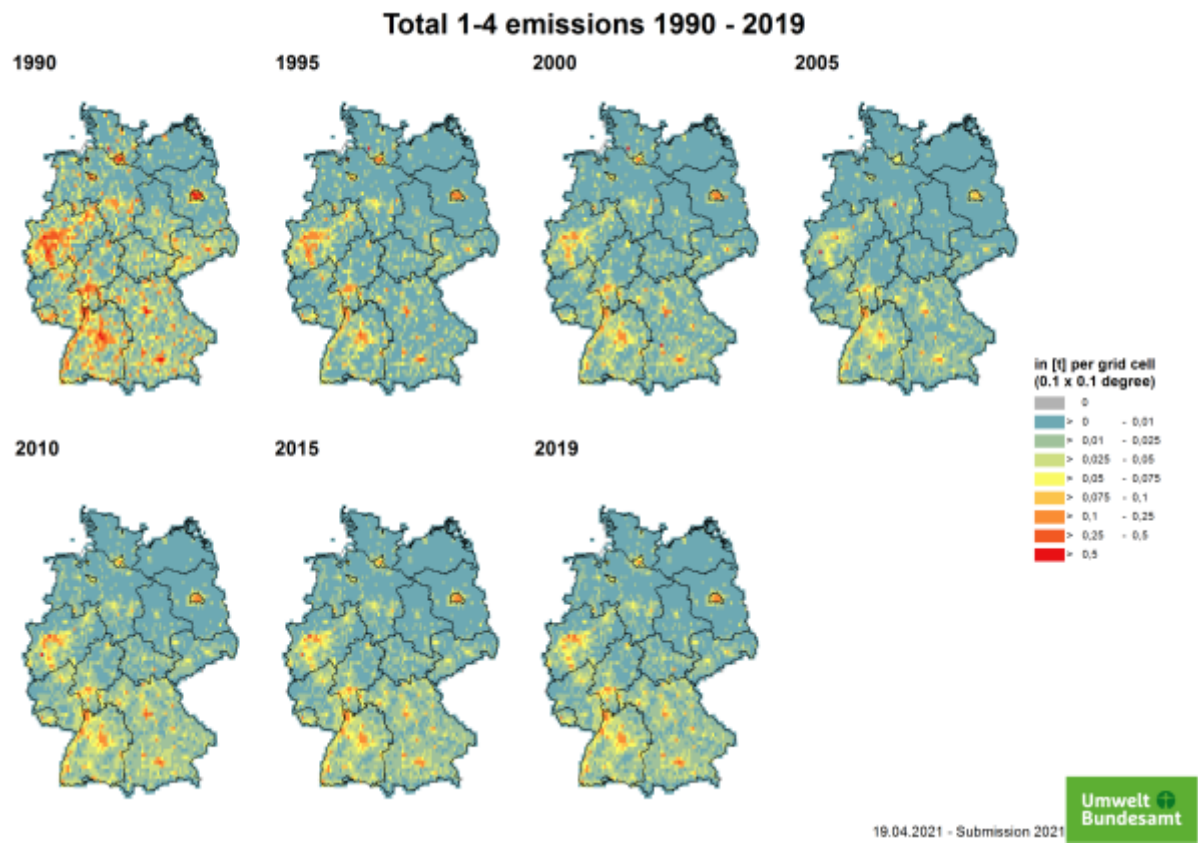 Total 1-4 emissions 1990 - 2019
1990
1995
2000
2005
in [t] per grid cell
(0.1 x 0.1 degree)
0
> 0 - 0,01
> 0,01 - 0,025
> 0,025 - 0,05
> 0,05 - 0,075
> 0,075 - 0,1
> 0,1 - 0,25
> 0,25 - 0,5
> 0,5
2010
2015
2019
Umwelt
Bundesamt
19.04.2021 - Submission 2021